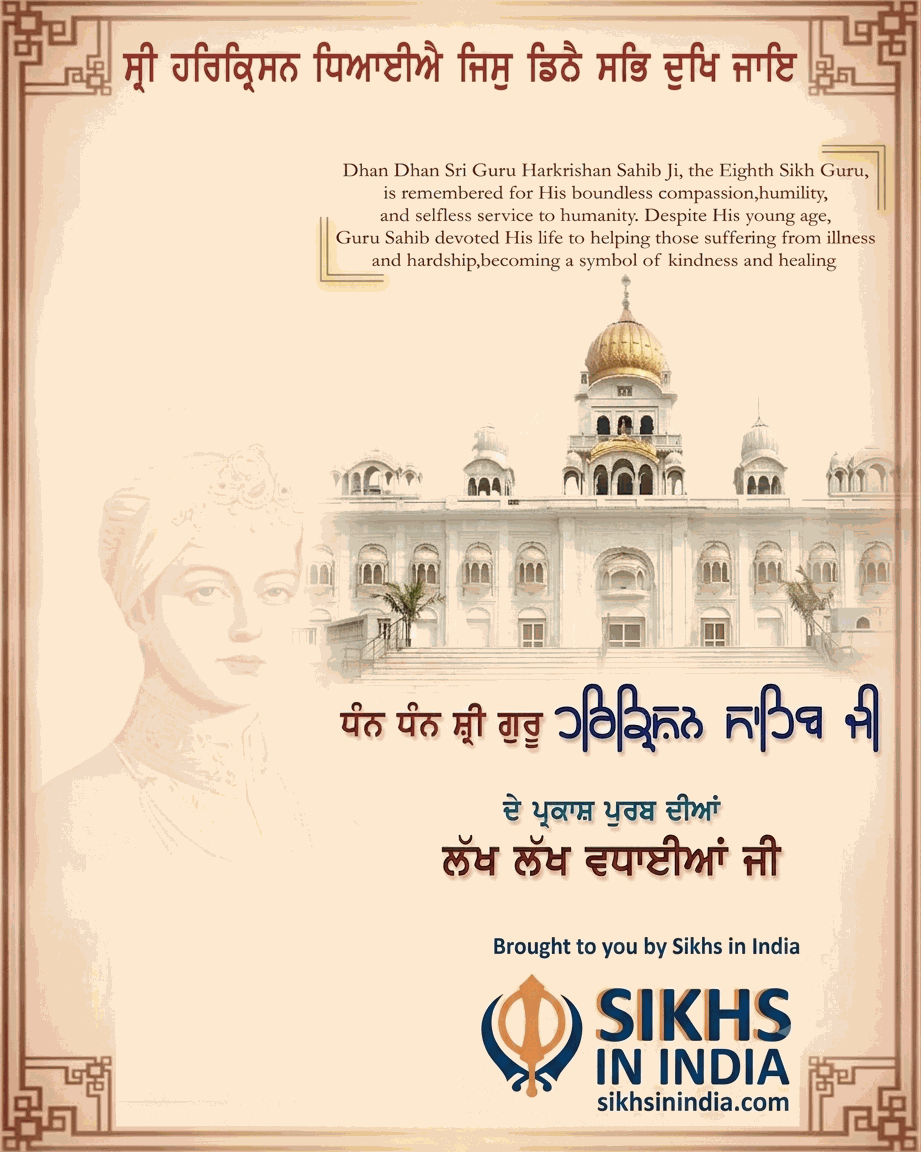 ਸ੍ਰੀ ਹਰਿਕ੍ਰਿਸਨ ਧਿਆਈਐ ਜਿਸੁ ਡਿਠੈ ਸਭਿ ਦੁਖਿ ਜਾਇ
Dhan Dhan Sri Guru Harkrishan Sahib Ji, the Eighth Sikh Guru,
is remembered for His boundless compassion,humility,
and selfless service to humanity. Despite His young age,
Guru Sahib devoted His life to helping those suffering from illness
and hardship,becoming a symbol of kindness and healing
ਧੰਨ ਧੰਨ ਸ਼੍ਰੀ ਗੁਰੂ ਹਰਿਕ੍ਰਿਸ਼ਨ ਸਾਹਿਬ ਜੀ
ਦੇ ਪ੍ਰਕਾਸ਼ ਪੁਰਬ ਦੀਆਂ
ਲੱਖ ਲੱਖ ਵਧਾਈਆਂ ਜੀ
Brought to you by Sikhs in India
SIKHS
IN INDIA
sikhsinindia.com